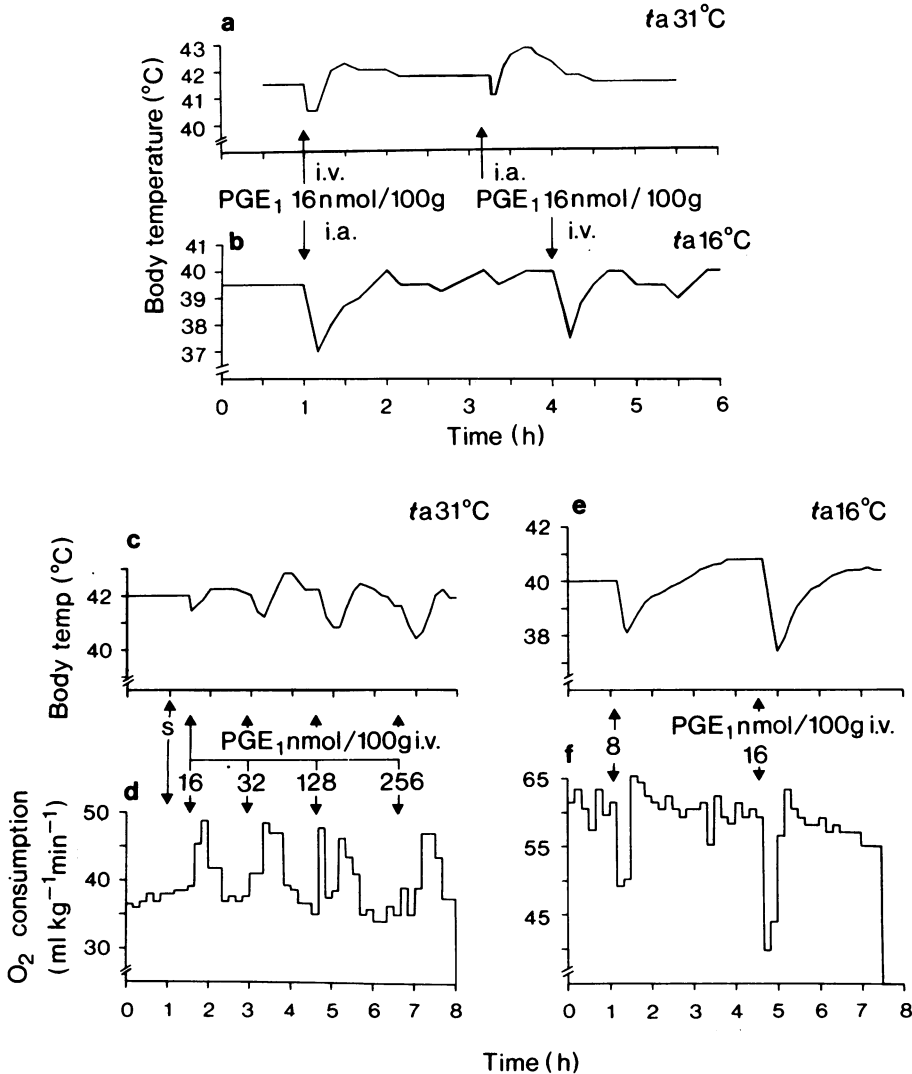 a
ta 31°C
Body temperature (°C)
43
42
41
40
i.v.
i.a.
PGE₁ 16 nmol/100g
PGE₁ 16 nmol/100g
i.a.
i.v.
b
ta 16°C
41
40
39
38
37
0 1 2 3 4 5 6
Time (h)
c
ta 31°C
Body temp (°C)
42
40
e
ta 16°C
42
40
38
S
PGE₁ nmol/100g i.v.
16 32 128 256
PGE₁ nmol/100g i.v.
8
16
d
O₂ consumption
(ml kg⁻¹ min⁻¹)
50
40
30
0 1 2 3 4 5 6 7 8
f
65
55
45
0 1 2 3 4 5 6 7 8
Time (h)